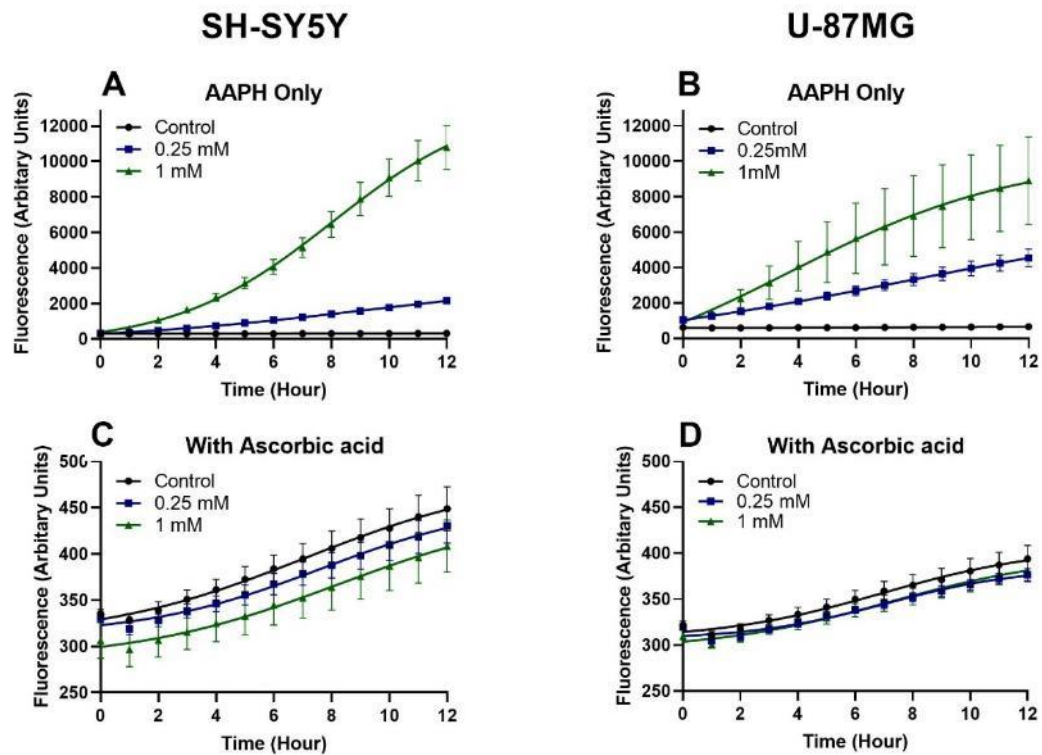 SH-SY5Y
U-87MG
A
AAPH Only
Fluorescence (Arbitary Units)
12000
10000
8000
6000
4000
2000
0
Control
0.25 mM
1 mM
0 2 4 6 8 10 12
Time (Hour)
B
AAPH Only
Fluorescence (Arbitary Units)
12000
10000
8000
6000
4000
2000
0
Control
0.25mM
1mM
0 2 4 6 8 10 12
Time (Hour)
C
With Ascorbic acid
Fluorescence (Arbitary Units)
500
450
400
350
300
250
Control
0.25 mM
1 mM
0 2 4 6 8 10 12
Time (Hour)
D
With Ascorbic acid
Fluorescence (Arbitary Units)
500
450
400
350
300
250
Control
0.25 mM
1 mM
0 2 4 6 8 10 12
Time (Hour)